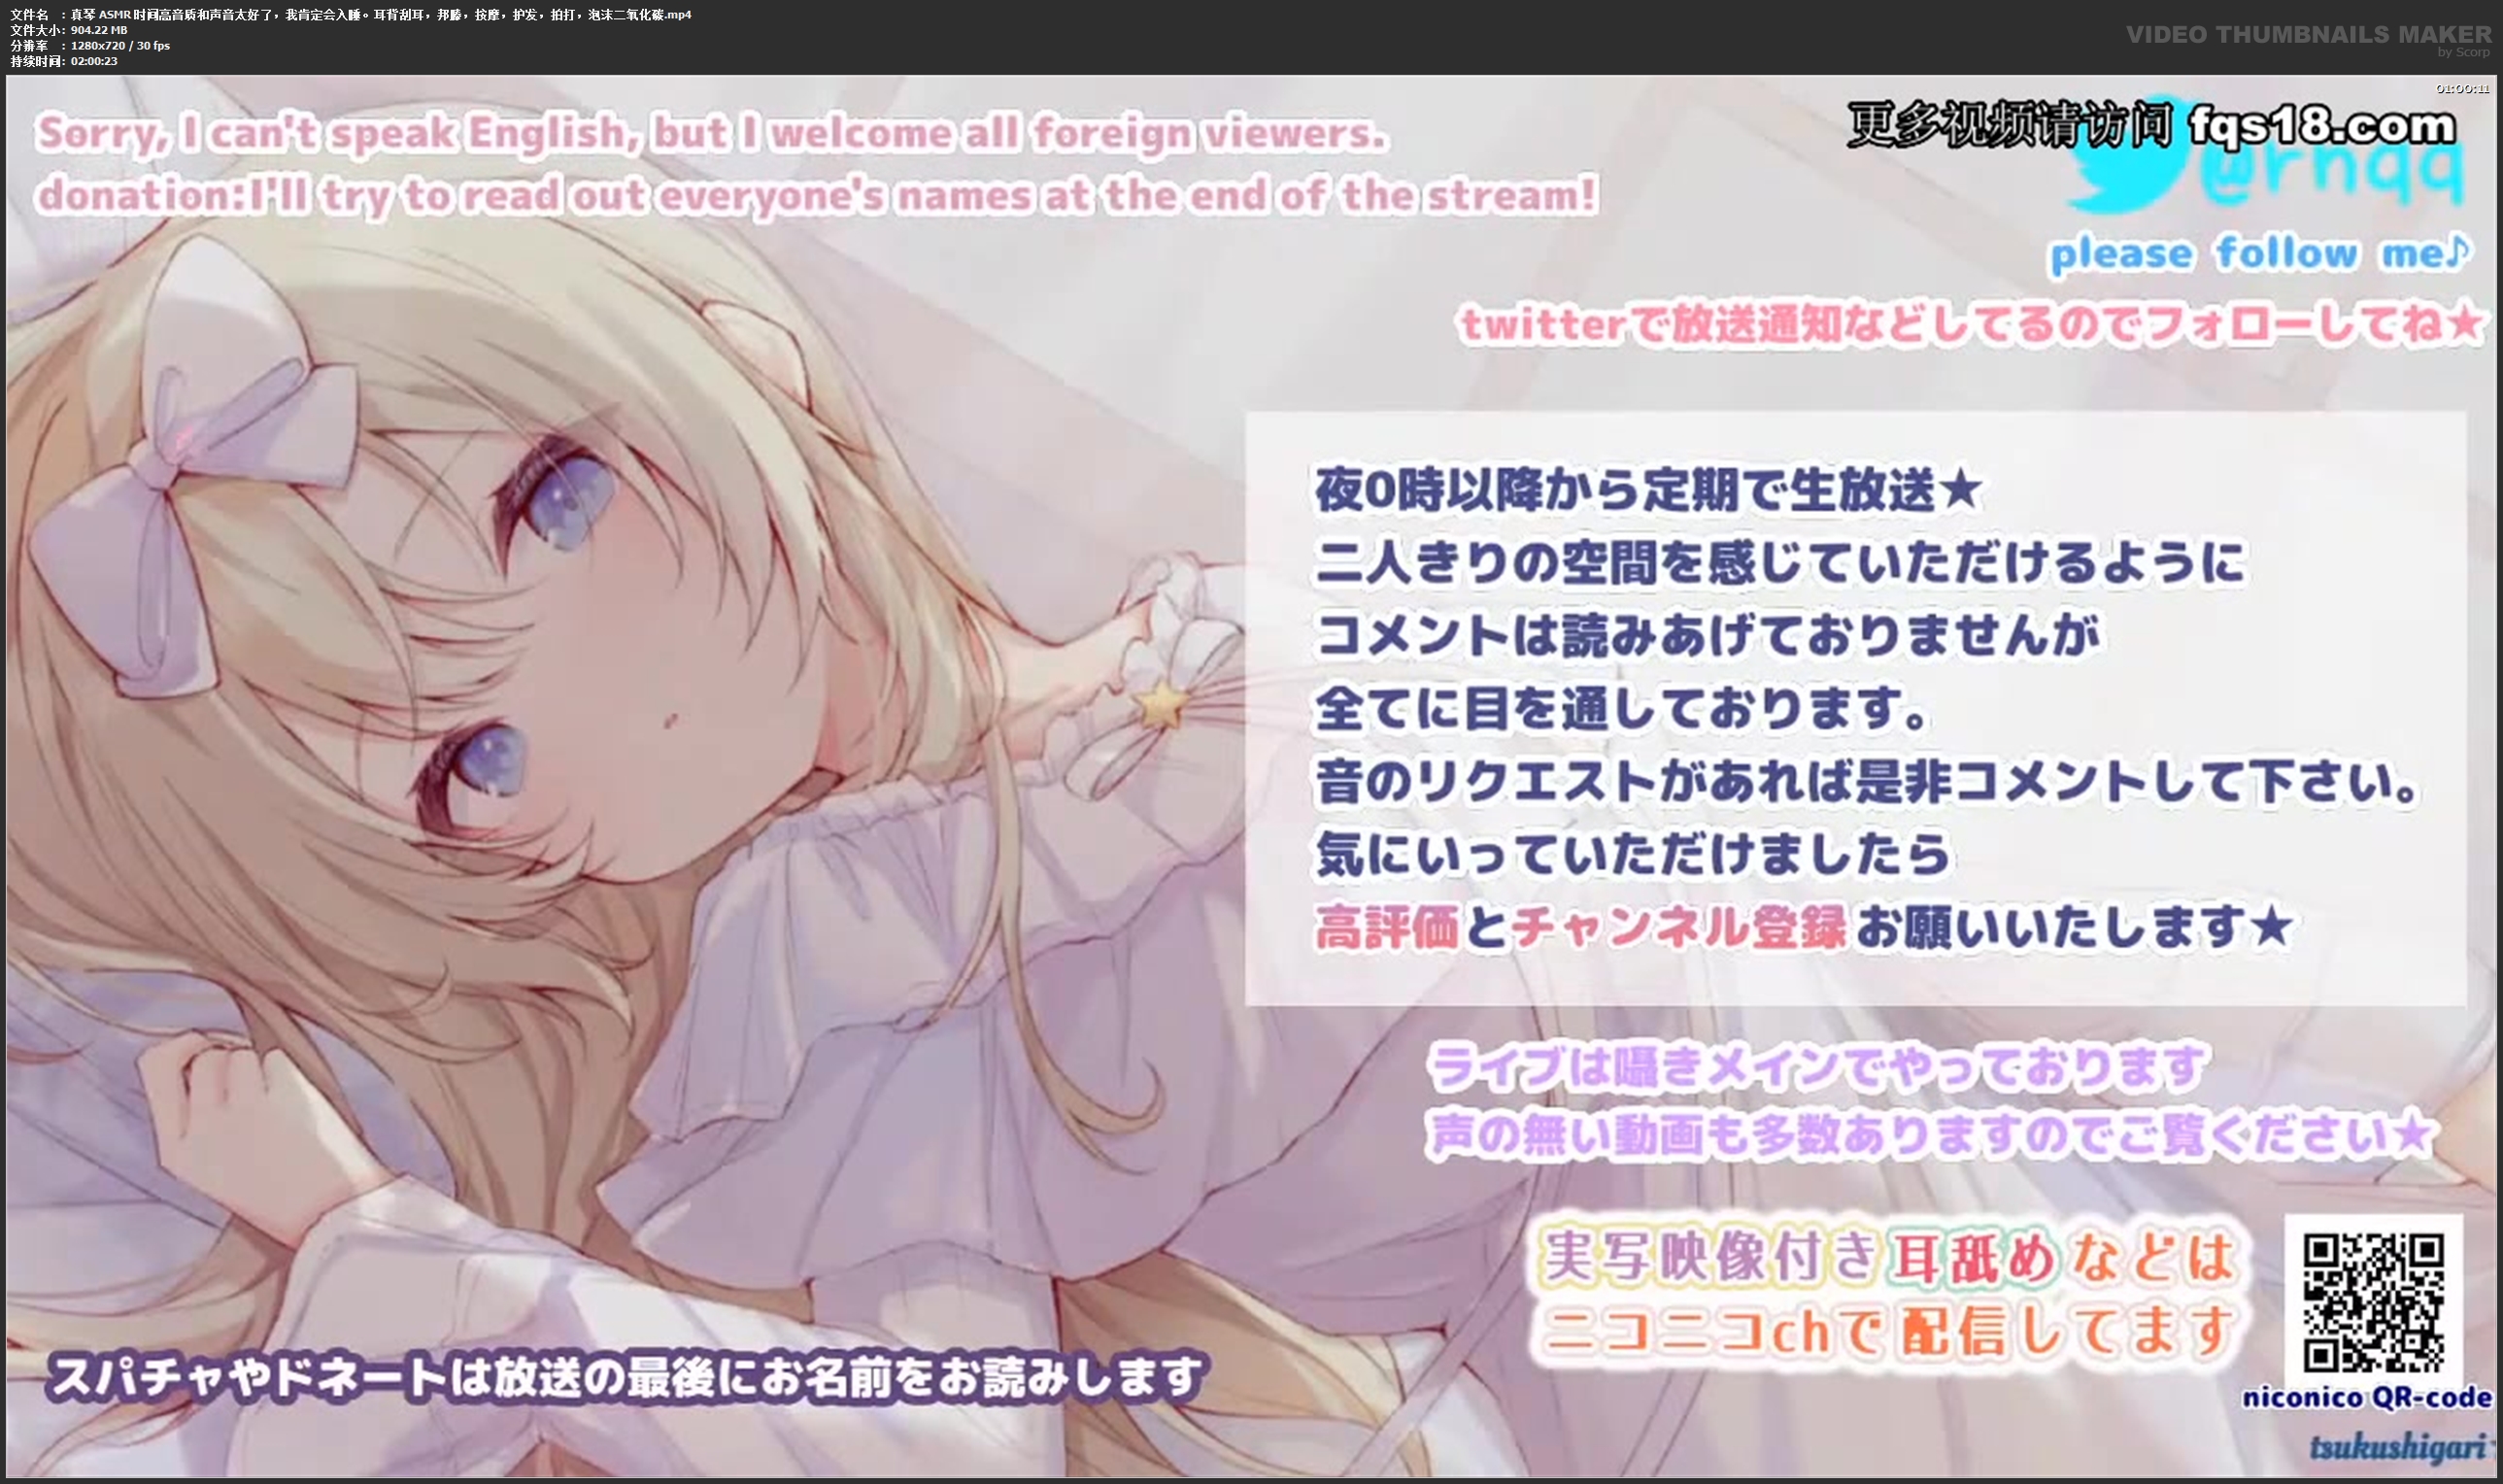 文件名　: 真琴 ASMR 时间高音质和声音太好了，我肯定会入睡。耳背刮耳，邦滕，按摩，护发，拍打，泡沫二氧化碳.mp4
文件大小: 904.22 MB
分辨率　: 1280x720 / 30 fps
持续时间: 02:00:23
VIDEO THUMBNAILS MAKER
by Scorp
01:00:11
Sorry, I can't speak English, but I welcome all foreign viewers.
donation:I'll try to read out everyone's names at the end of the stream!
更多视频请访问 fqs18.com
@rnqq
please follow me♪
twitterで放送通知などしてるのでフォローしてね★
夜0時以降から定期で生放送★
二人きりの空間を感じていただけるように
コメントは読みあげておりませんが
全てに目を通しております。
音のリクエストがあれば是非コメントして下さい。
気にいっていただけましたら
高評価とチャンネル登録お願いいたします★
ライブは囁きメインでやっております
声の無い動画も多数ありますのでご覧ください★
実写映像付き耳舐めなどは
ニコニコchで配信してます
スパチャやドネートは放送の最後にお名前をお読みします
niconico QR-code
tsukushigari